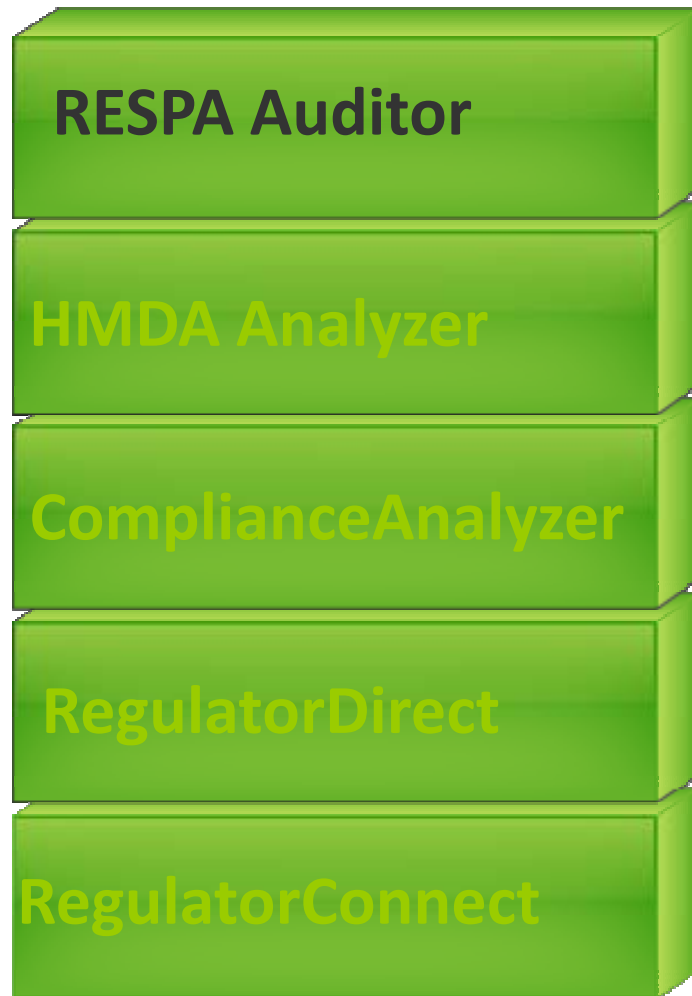 RESPA Auditor
HMDA Analyzer
ComplianceAnalyzer
RegulatorDirect
RegulatorConnect